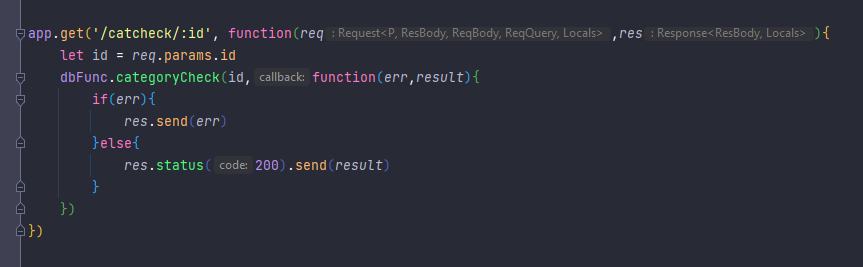 app.get('/catcheck/:id', function(req : Request<P, ResBody, ReqBody, ReqQuery, Locals> ,res : Response<ResBody, Locals> ){
let id = req.params.id
dbFunc.categoryCheck(id, callback: function(err,result){
if(err){
res.send(err)
}else{
res.status( code: 200).send(result)
}
})
})